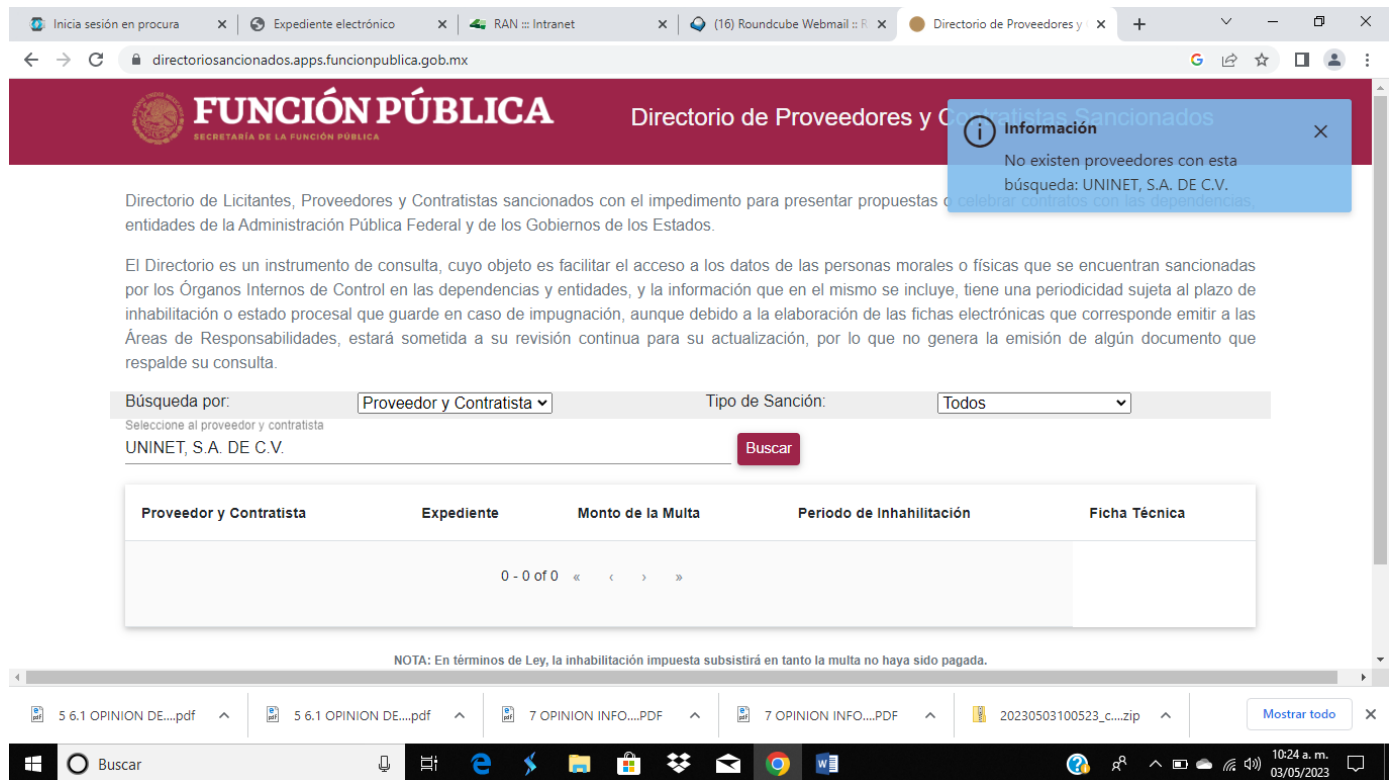 Inicia sesión en procura
Expediente electrónico
RAN ::: Intranet
(16) Roundcube Webmail :: R
Directorio de Proveedores y
directoriosancionados.apps.funcionpublica.gob.mx
FUNCIÓN PÚBLICA
SECRETARÍA DE LA FUNCIÓN PÚBLICA
Directorio de Proveedores y Contratistas Sancionados
Información
No existen proveedores con esta
búsqueda: UNINET, S.A. DE C.V.
Directorio de Licitantes, Proveedores y Contratistas sancionados con el impedimento para presentar propuestas o celebrar contratos con las dependencias,
entidades de la Administración Pública Federal y de los Gobiernos de los Estados.
El Directorio es un instrumento de consulta, cuyo objeto es facilitar el acceso a los datos de las personas morales o físicas que se encuentran sancionadas
por los Órganos Internos de Control en las dependencias y entidades, y la información que en el mismo se incluye, tiene una periodicidad sujeta al plazo de
inhabilitación o estado procesal que guarde en caso de impugnación, aunque debido a la elaboración de las fichas electrónicas que corresponde emitir a las
Áreas de Responsabilidades, estará sometida a su revisión continua para su actualización, por lo que no genera la emisión de algún documento que
respalde su consulta.
Búsqueda por: Proveedor y Contratista Tipo de Sanción: Todos
Seleccione al proveedor y contratista
UNINET, S.A. DE C.V. Buscar
Proveedor y Contratista Expediente Monto de la Multa Periodo de Inhahilitación Ficha Técnica
0 - 0 of 0 « ‹ › »
NOTA: En términos de Ley, la inhabilitación impuesta subsistirá en tanto la multa no haya sido pagada.
5 6.1 OPINION DE....pdf
5 6.1 OPINION DE....pdf
7 OPINION INFO....PDF
7 OPINION INFO....PDF
20230503100523_c....zip
Mostrar todo
Buscar
10:24 a. m.
03/05/2023